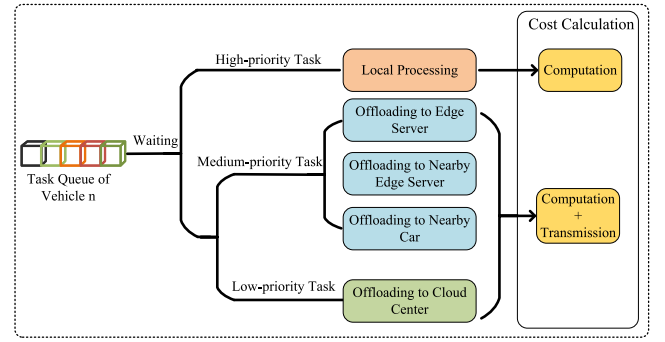 Cost Calculation
High-priority Task
Local Processing
Computation
Waiting
Task Queue of
Vehicle n
Medium-priority Task
Offloading to Edge
Server
Offloading to Nearby
Edge Server
Offloading to Nearby
Car
Computation
+
Transmission
Low-priority Task
Offloading to Cloud
Center